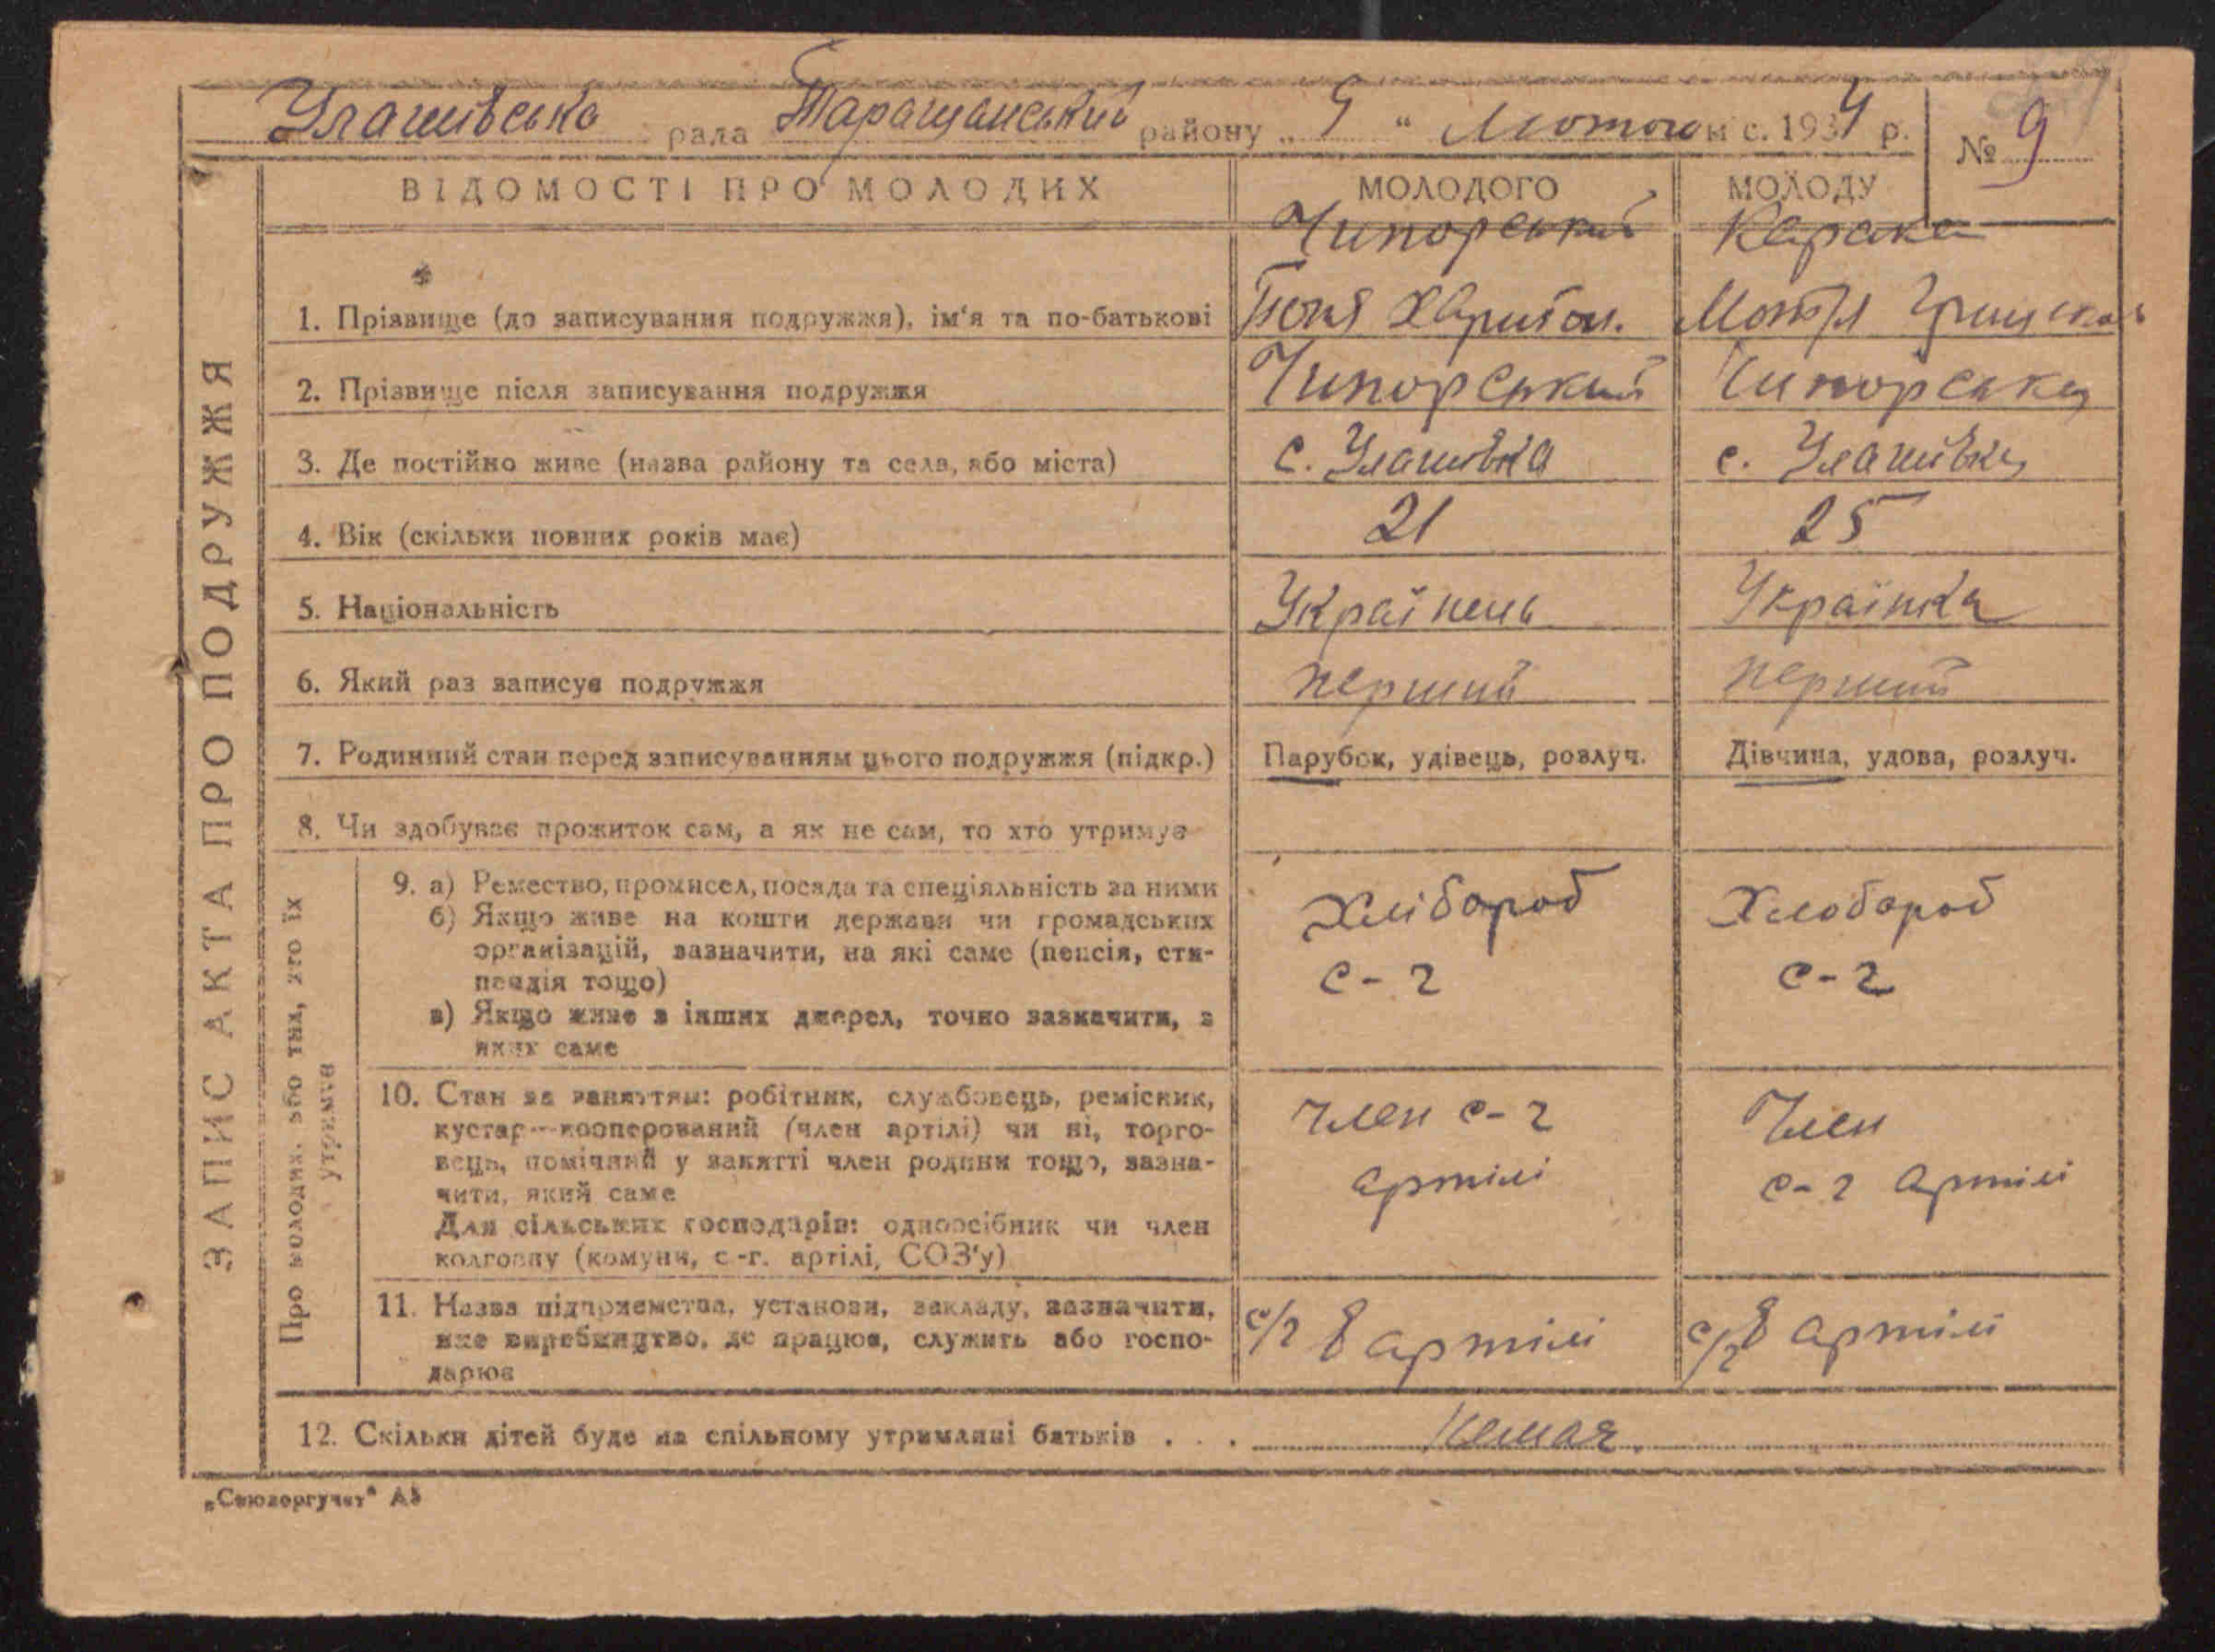 Улашівська рада Таращанський району „ 5 “ Лютого м-с. 1934 р. № 9
ВІДОМОСТІ ПРО МОЛОДИХ МОЛОДОГО МОЛОДУ
Чипорський Карака
1. Прізвище (до записування подружжя), ім‘я та по-батькові Харитон. Мотря
2. Прізвище після записування подружжя Чипорський Чипорська
3. Де постійно живе (назва району та села, або міста) с. Улашівка с. Улашівка
4. Вік (скільки повних років має) 21 25
5. Національність Українець Українка
6. Який раз записує подружжя перший перший
7. Родинний стан перед записуванням цього подружжя (підкр.) Парубок, удівець, розлуч. Дівчина, удова, розлуч.
8. Чи здобуває прожиток сам, а як не сам, то хто утримує
ЗАПИС АКТА ПРО ПОДРУЖЖЯ
Про молодих або тих, хто їх
утримує
9. а) Ремество, промисел, посада та спеціяльність за ними Хлібороб Хлобороб
б) Якщо живе на кошти держави чи громадських
організацій, зазначити, на які саме (пенсія, сти- с-г с-г
пендія тощо)
в) Якщо живе з інших джерел, точно зазначити, з
яких саме
10. Стан за заняттям: робітник, службовець, ремісник, член с-г Член
кустар—кооперований (член артілі) чи ні, торго-
вець, помічний у занятті член родини тощо, зазна- артілі с-г артілі
чити, який саме
Для сільських господарів: одноосібник чи член
колгоспу (комуни, с.-г. артілі, СОЗ‘у)
11. Назва підприємства, установи, закладу, зазначити, с/г в артілі с/г в артілі
яке виробництво, де працює, служить або госпо-
дарює
12. Скільки дітей буде на спільному утриманні батьків . . . Немає.
„Союзоргучет“ А5